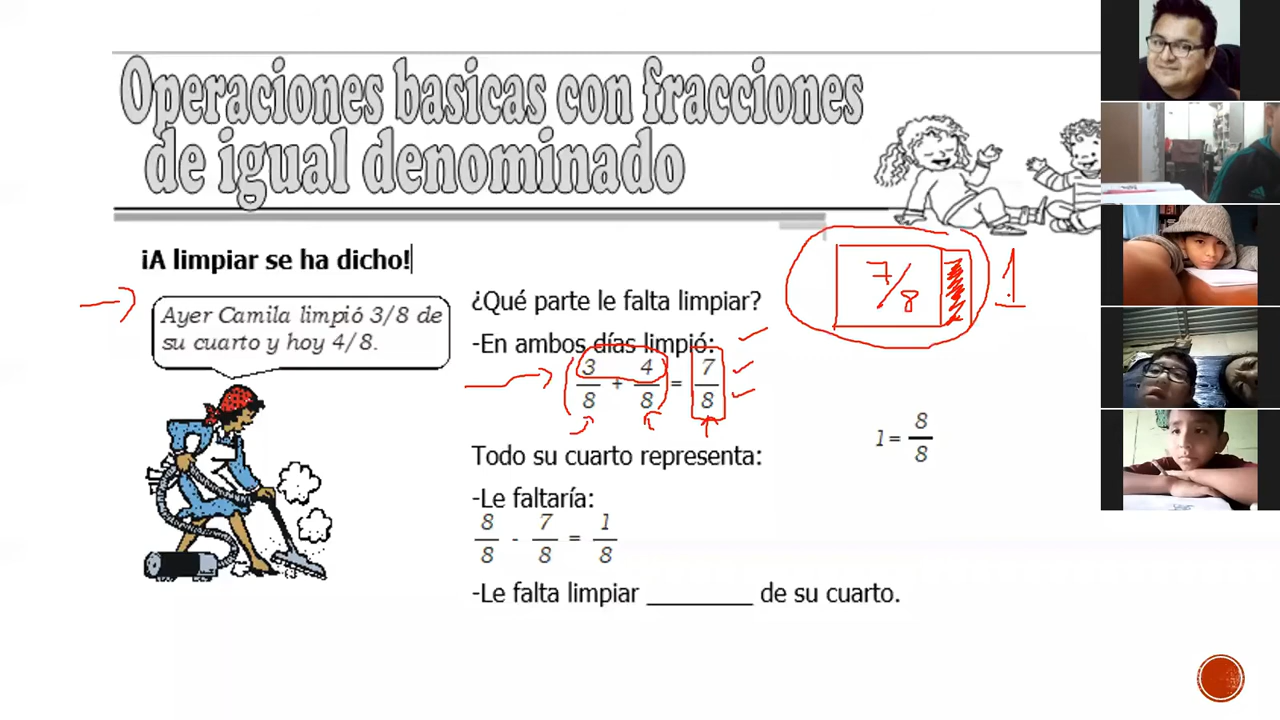 Operaciones basicas con fracciones
de igual denominado
¡A limpiar se ha dicho!
Ayer Camila limpió 3/8 de
su cuarto y hoy 4/8.
¿Qué parte le falta limpiar?
-En ambos días limpió:
3/8 + 4/8 = 7/8
7/8
1
Todo su cuarto representa:
1 = 8/8
-Le faltaría:
8/8 - 7/8 = 1/8
-Le falta limpiar ________ de su cuarto.